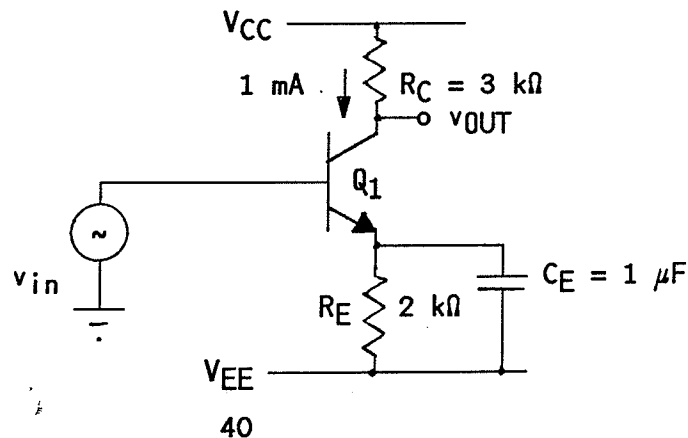 VCC
1 mA
RC = 3 kΩ
vOUT
Q1
~
vin
CE = 1 μF
RE
2 kΩ
VEE
40